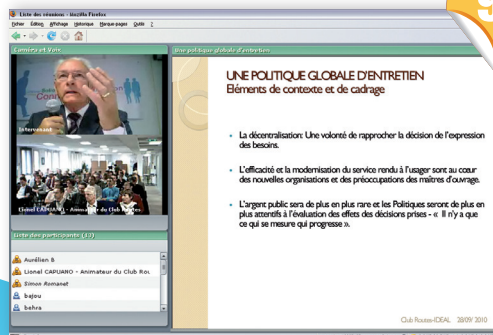 Liste des réunions - Mozilla Firefox
Fichier Édition Affichage Historique Marque-pages Outils ?
Caméra et Voix
Une politique globale d'entretien
Intervenant
Lionel CAPUANO - Animateur du Club Routes
Liste des participants (13)
Aurélien B
Lionel CAPUANO - Animateur du Club Rou
Simon Romanet
bajou
behra
UNE POLITIQUE GLOBALE D'ENTRETIEN
Eléments de contexte et de cadrage
• La décentralisation: Une volonté de rapprocher la décision de l'expression
des besoins.
• L'efficacité et la modernisation du service rendu à l'usager sont au cœur
des nouvelles organisations et des préoccupations des maîtres d'ouvrage.
• L'argent public sera de plus en plus rare et les Politiques seront de plus en
plus attentifs à l'évaluation des effets des décisions prises - « Il n'y a que
ce qui se mesure qui progresse ».
Club Routes-IDEAL 28/09/ 2010